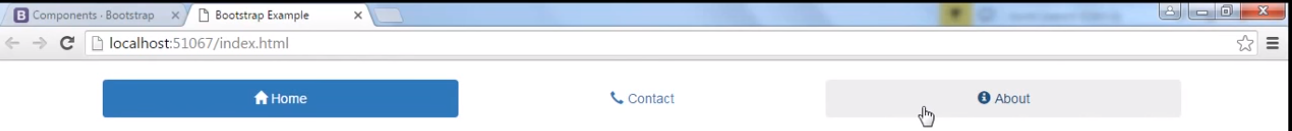 B Components · Bootstrap × Bootstrap Example ×
localhost:51067/index.html
Home Contact About